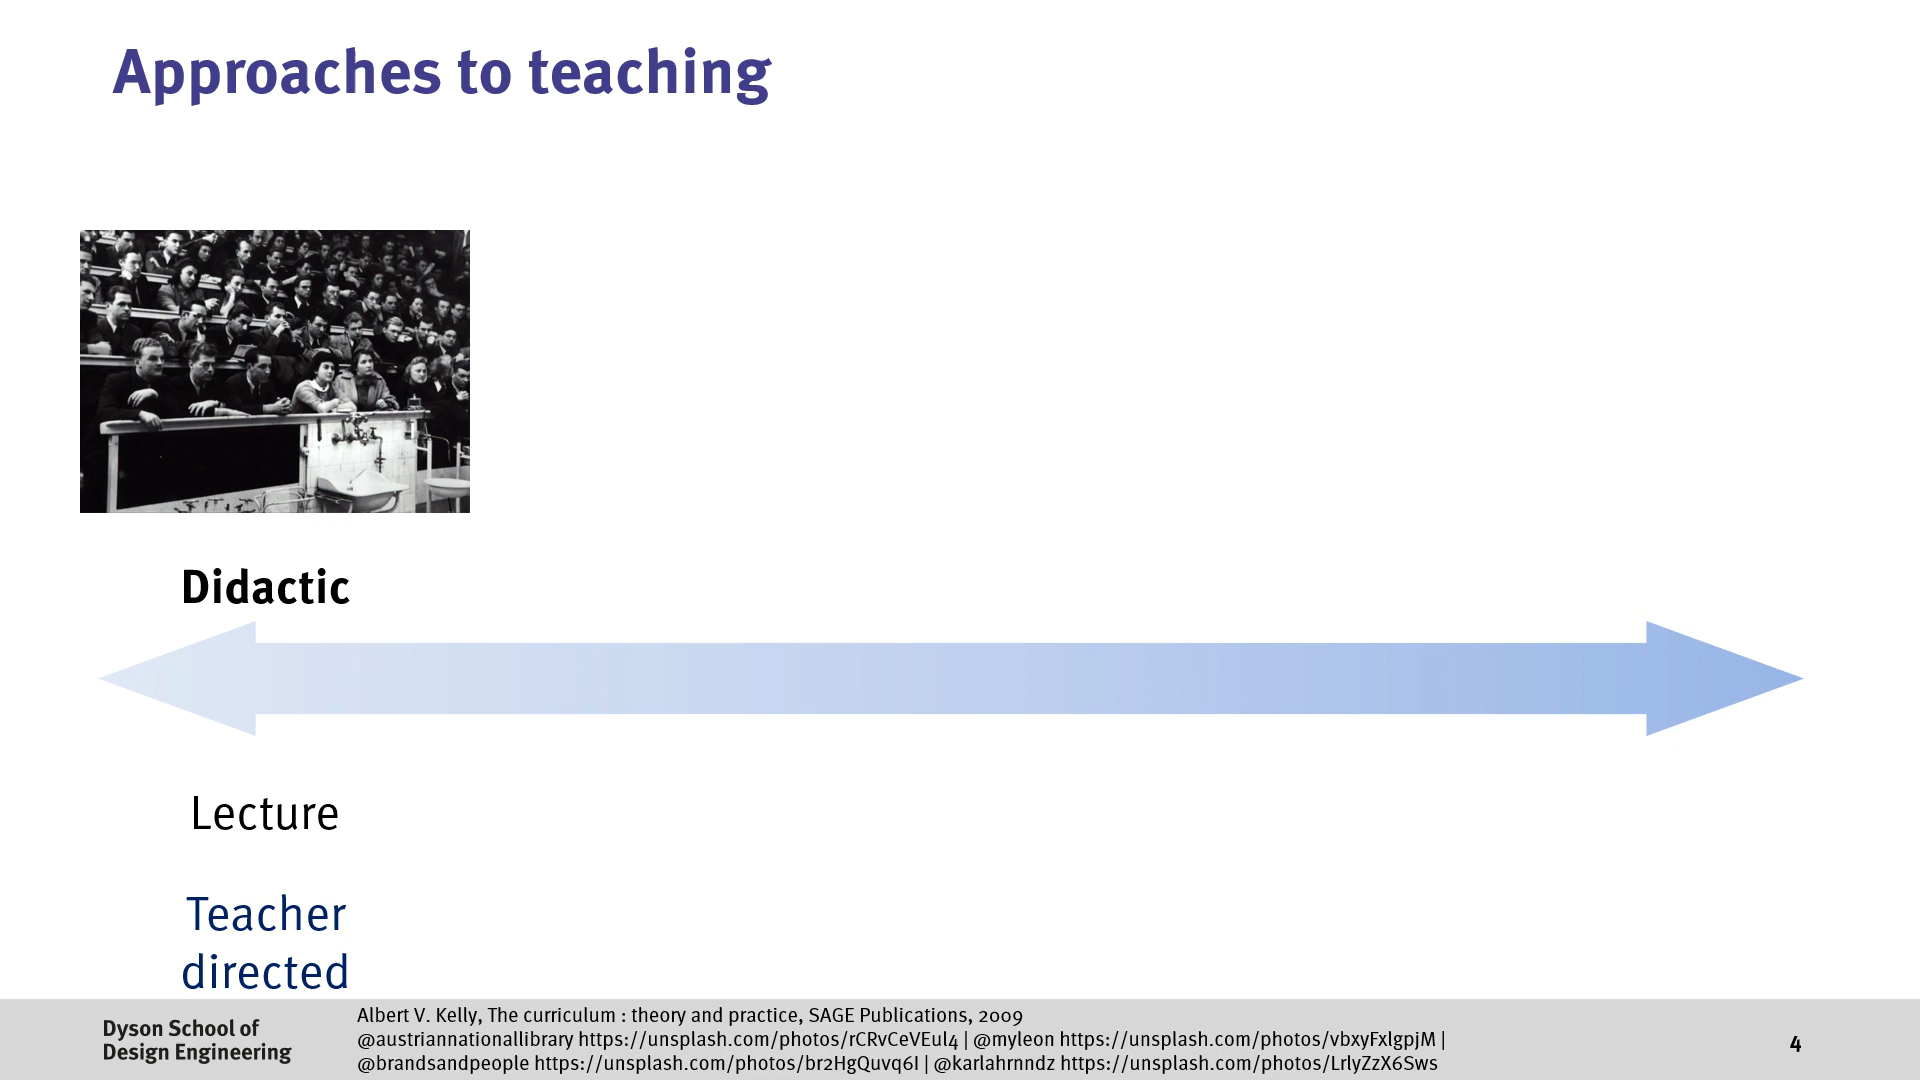 Approaches to teaching
Didactic
Lecture
Teacher
directed
Dyson School of
Design Engineering
Albert V. Kelly, The curriculum : theory and practice, SAGE Publications, 2009
@austriannationallibrary https://unsplash.com/photos/rCRvCeVEul4 | @myleon https://unsplash.com/photos/vbxyFxlgpjM |
@brandsandpeople https://unsplash.com/photos/br2HgQuvq6I | @karlahrnndz https://unsplash.com/photos/LrlyZzX6Sws
4